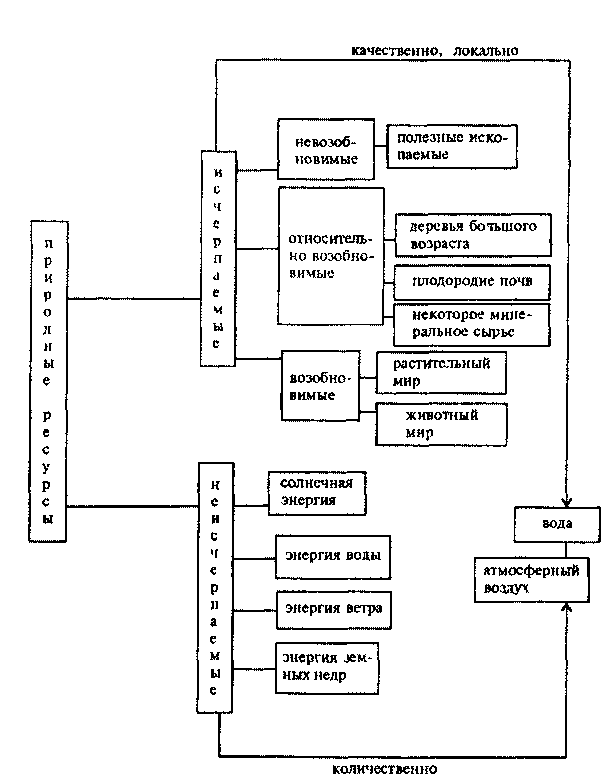 качественно, локально
природные ресурсы
исчерпаемые
невозоб-
новимые
полезные иско-
паемые
относитель-
но возобно-
вимые
деревья большого
возраста
плодородие почв
некоторое мине-
ральное сырье
возобно-
вимые
растительный
мир
животный
мир
неисчерпаемые
солнечная
энергия
энергия воды
энергия ветра
энергия зем-
ных недр
вода
атмосферный
воздух
количественно